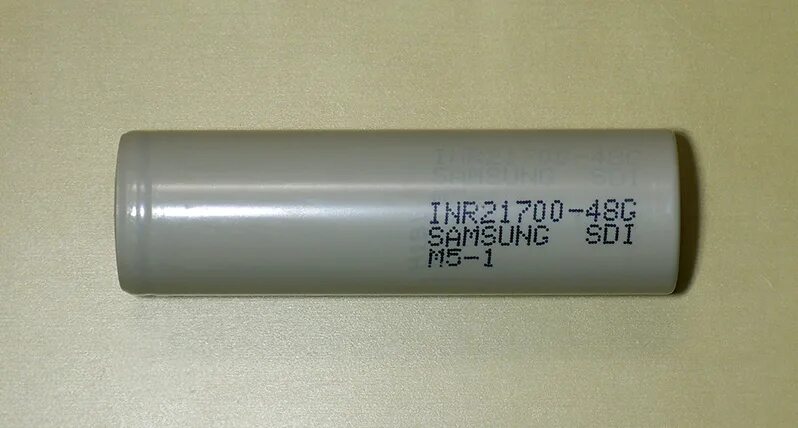 INR21700-48G
SAMSUNG SDI
M5-1